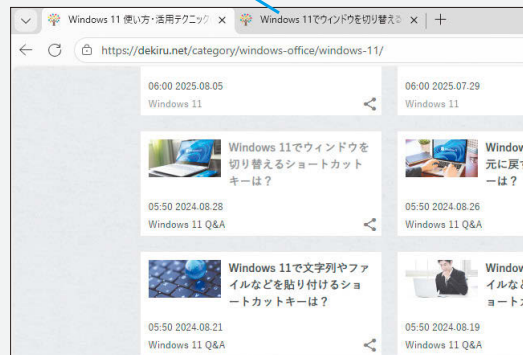 Windows 11 使い方・活用テクニック
Windows 11でウィンドウを切り替える
https://dekiru.net/category/windows-office/windows-11/
06:00 2025.08.05
Windows 11
06:00 2025.07.29
Windows 11
Windows 11でウィンドウを
切り替えるショートカット
キーは？
05:50 2024.08.28
Windows 11 Q&A
Window
元に戻す
ーは？
05:50 2024.08.26
Windows 11 Q&A
Windows 11で文字列やファ
イルなどを貼り付けるショ
ートカットキーは？
05:50 2024.08.21
Windows 11 Q&A
Window
イルなど
ョートカ
05:50 2024.08.19
Windows 11 Q&A